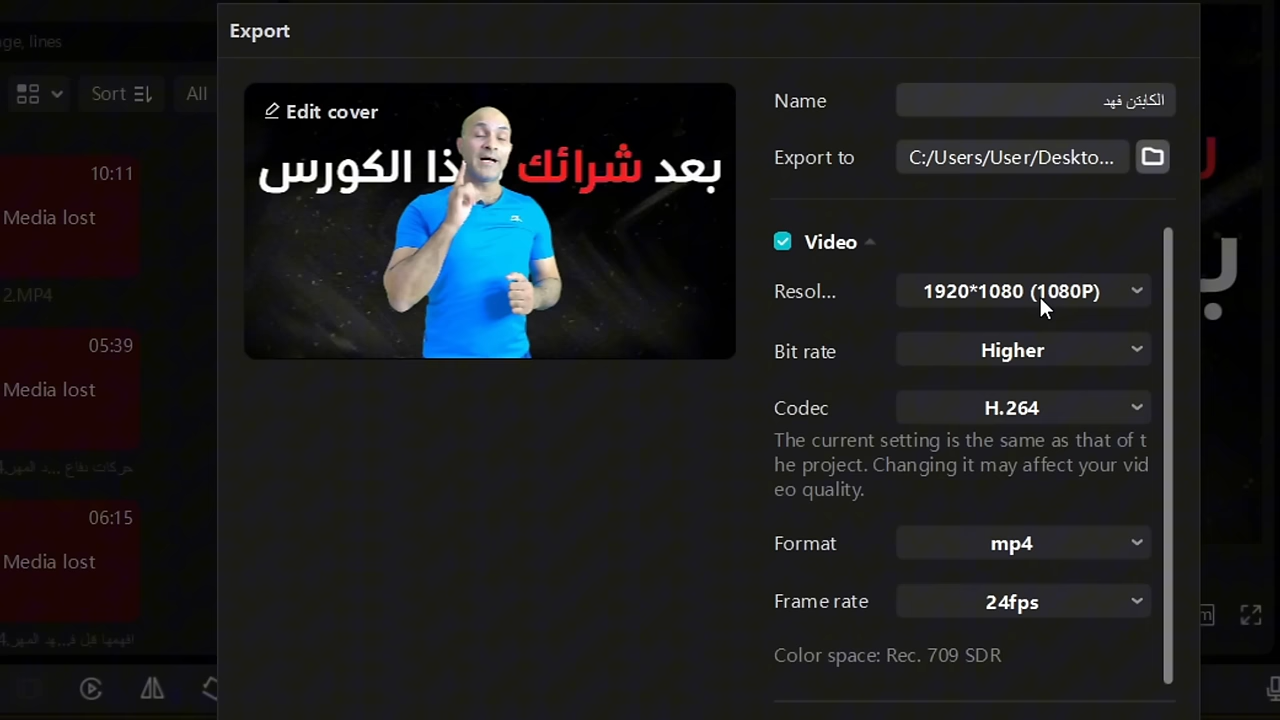 Export
ge, lines
Sort
All
10:11
Media lost
2.MP4
05:39
Media lost
06:15
Media lost
Edit cover
بعد شرائك ذا الكورس
Name
الكابتن فهد
Export to
C:/Users/User/Deskto...
Video
Resol...
1920*1080 (1080P)
Bit rate
Higher
Codec
H.264
The current setting is the same as that of t
he project. Changing it may affect your vid
eo quality.
Format
mp4
Frame rate
24fps
Color space: Rec. 709 SDR